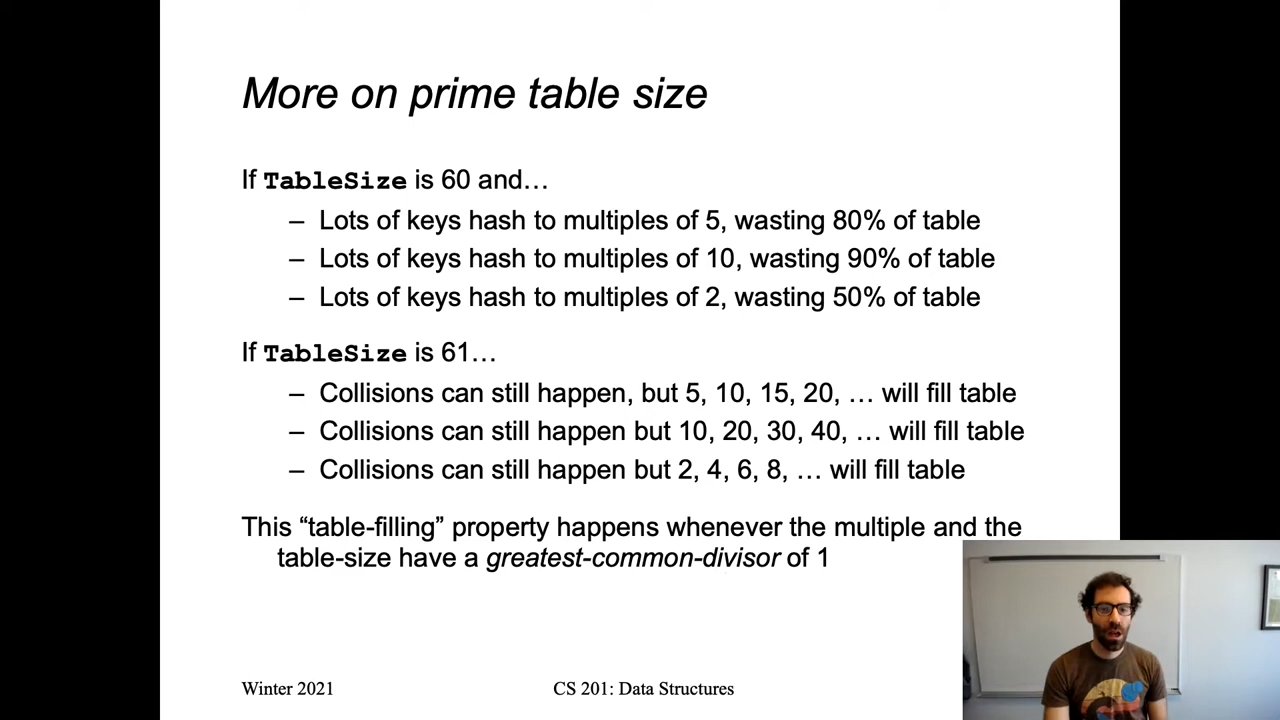 More on prime table size
If TableSize is 60 and…
– Lots of keys hash to multiples of 5, wasting 80% of table
– Lots of keys hash to multiples of 10, wasting 90% of table
– Lots of keys hash to multiples of 2, wasting 50% of table
If TableSize is 61…
– Collisions can still happen, but 5, 10, 15, 20, … will fill table
– Collisions can still happen but 10, 20, 30, 40, … will fill table
– Collisions can still happen but 2, 4, 6, 8, … will fill table
This “table-filling” property happens whenever the multiple and the
table-size have a greatest-common-divisor of 1
Winter 2021
CS 201: Data Structures